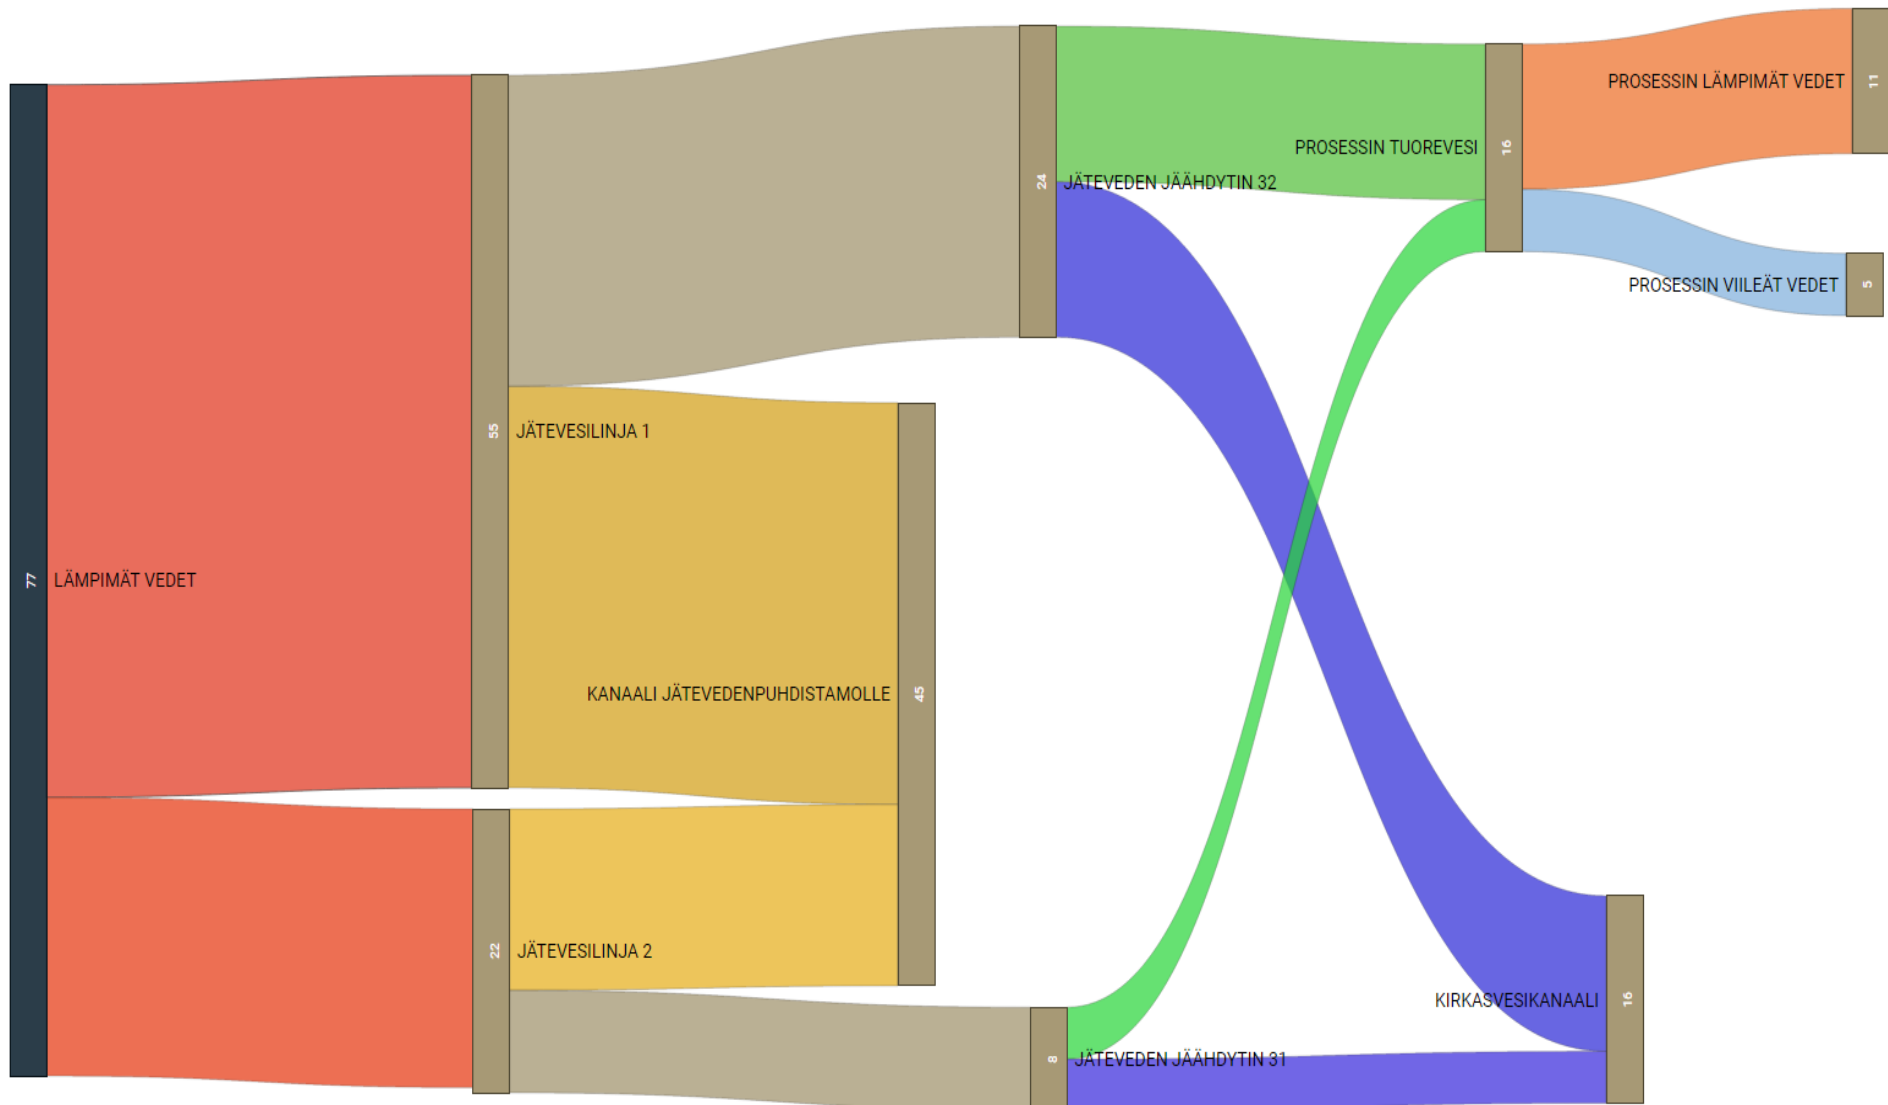 77
LÄMPIMÄT VEDET
55
JÄTEVESILINJA 1
22
JÄTEVESILINJA 2
KANAALI JÄTEVEDENPUHDISTAMOLLE
45
24
JÄTEVEDEN JÄÄHDYTIN 32
8
JÄTEVEDEN JÄÄHDYTIN 31
PROSESSIN TUOREVESI
16
KIRKASVESIKANAALI
16
PROSESSIN LÄMPIMÄT VEDET
11
PROSESSIN VIILEÄT VEDET
5